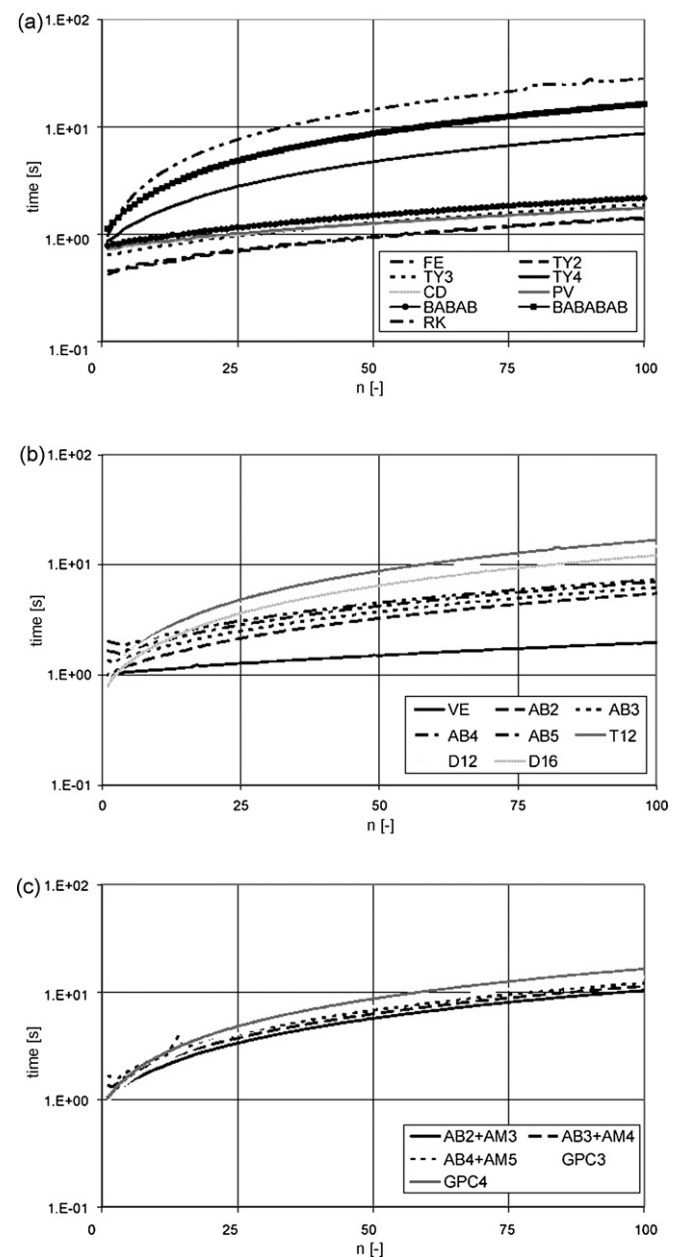 (a)
1.E+02
1.E+01
1.E+00
1.E-01
time [s]
FE TY2
TY3 TY4
CD PV
BABAB BABABAB
RK
0 25 50 75 100
n [-]
(b)
1.E+02
1.E+01
1.E+00
1.E-01
time [s]
VE AB2 AB3
AB4 AB5 T12
D12 D16
0 25 50 75 100
n [-]
(c)
1.E+02
1.E+01
1.E+00
1.E-01
time [s]
AB2+AM3 AB3+AM4
AB4+AM5 GPC3
GPC4
0 25 50 75 100
n [-]